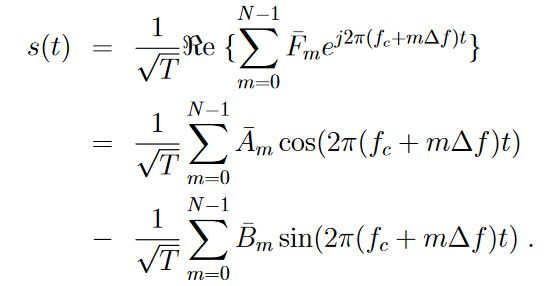 s(t) = \frac{1}{\sqrt{T}} \Re e \{ \sum_{m=0}^{N-1} \bar{F}_m e^{j2\pi(f_c+m\Delta f)t} \}
= \frac{1}{\sqrt{T}} \sum_{m=0}^{N-1} \bar{A}_m \cos(2\pi(f_c + m\Delta f)t)
- \frac{1}{\sqrt{T}} \sum_{m=0}^{N-1} \bar{B}_m \sin(2\pi(f_c + m\Delta f)t) .